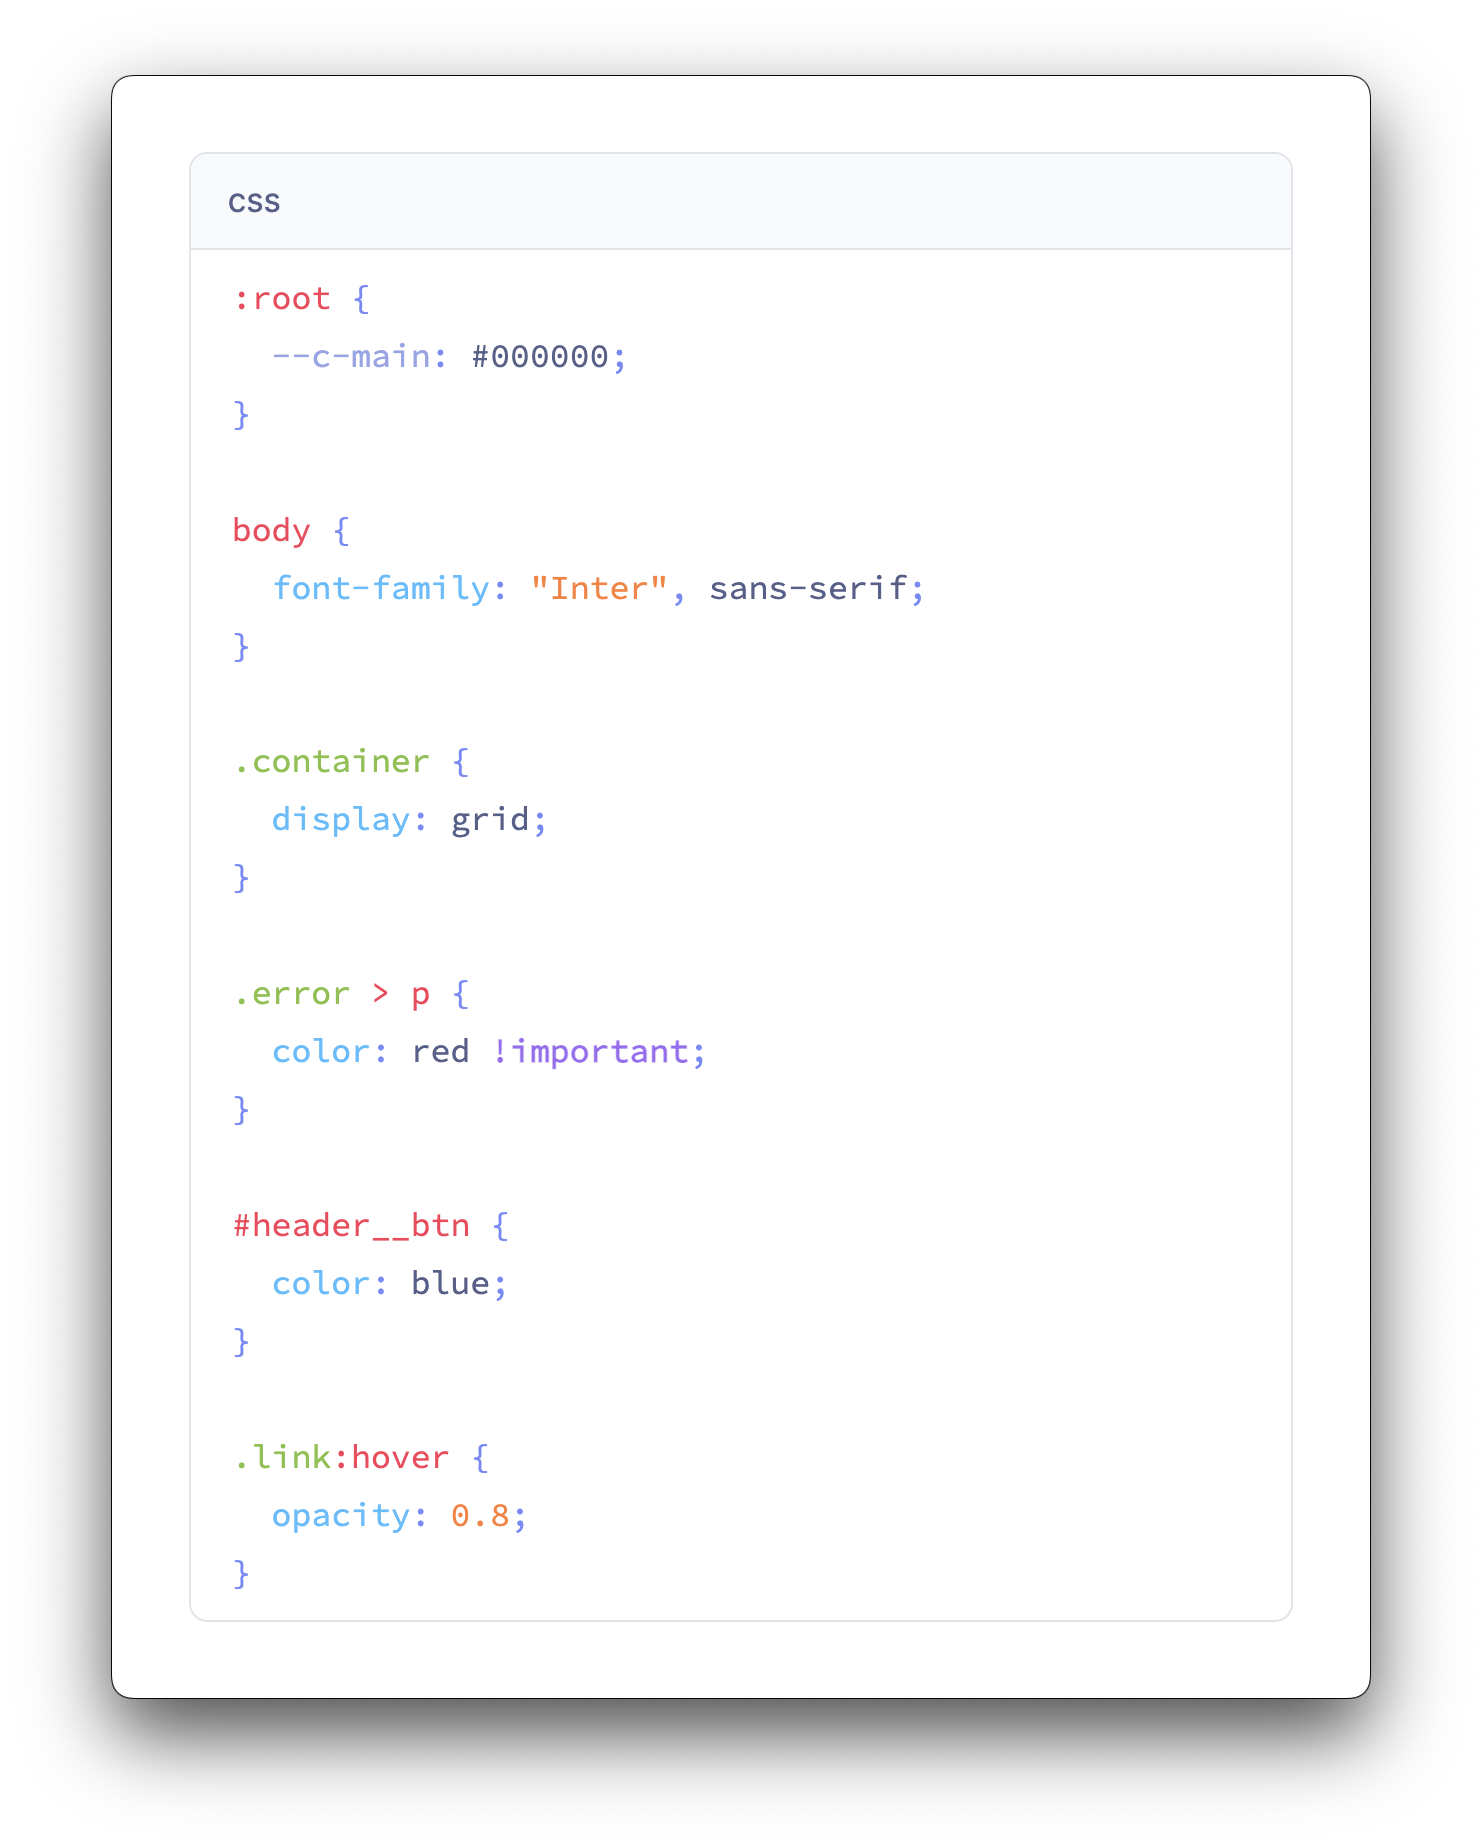 css
:root {
  --c-main: #000000;
}
body {
  font-family: "Inter", sans-serif;
}
.container {
  display: grid;
}
.error > p {
  color: red !important;
}
#header__btn {
  color: blue;
}
.link:hover {
  opacity: 0.8;
}